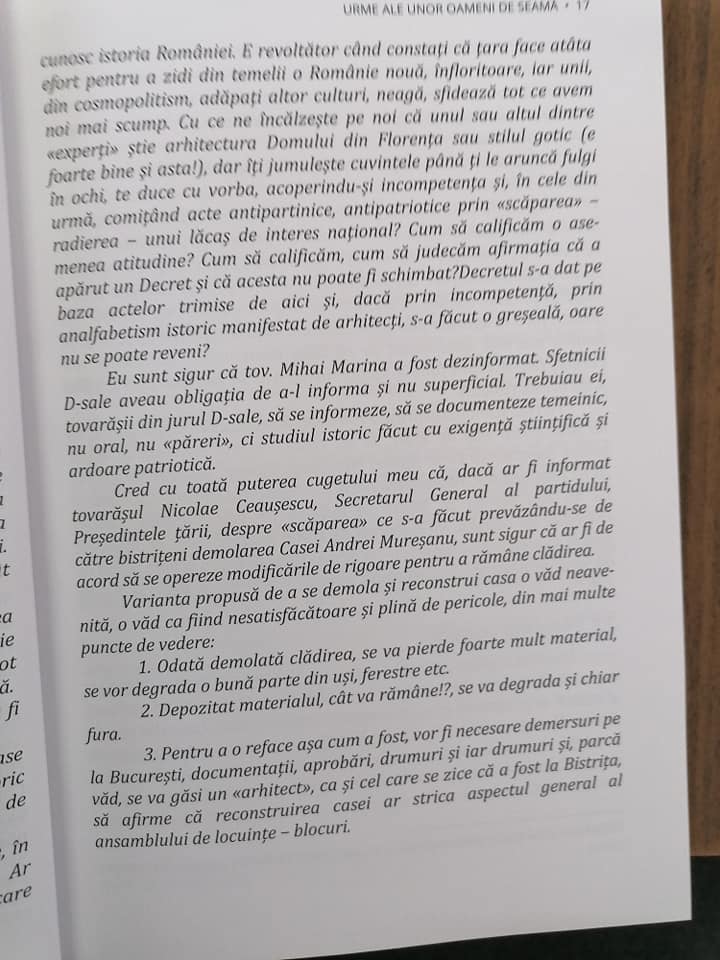 URME ALE UNOR OAMENI DE SEAMĂ • 17
cunosc istoria României. E revoltător când constați că țara face atâta
efort pentru a zidi din temelii o Românie nouă, înfloritoare, iar unii,
din cosmopolitism, adăpați altor culturi, neagă, sfidează tot ce avem
noi mai scump. Cu ce ne încălzește pe noi că unul sau altul dintre
«experți» știe arhitectura Domului din Florența sau stilul gotic (e
foarte bine și asta!), dar îți jumulește cuvintele până ți le aruncă fulgi
în ochi, te duce cu vorba, acoperindu-și incompetența și, în cele din
urmă, comițând acte antipartinice, antipatriotice prin «scăparea» –
radierea – unui lăcaș de interes național? Cum să calificăm o ase-
menea atitudine? Cum să calificăm, cum să judecăm afirmația că a
apărut un Decret și că acesta nu poate fi schimbat?Decretul s-a dat pe
baza actelor trimise de aici și, dacă prin incompetență, prin
analfabetism istoric manifestat de arhitecți, s-a făcut o greșeală, oare
nu se poate reveni?
Eu sunt sigur că tov. Mihai Marina a fost dezinformat. Sfetnicii
D-sale aveau obligația de a-l informa și nu superficial. Trebuiau ei,
tovarășii din jurul D-sale, să se informeze, să se documenteze temeinic,
nu oral, nu «păreri», ci studiul istoric făcut cu exigență științifică și
ardoare patriotică.
Cred cu toată puterea cugetului meu că, dacă ar fi informat
tovarășul Nicolae Ceaușescu, Secretarul General al partidului,
Președintele țării, despre «scăparea» ce s-a făcut prevăzându-se de
către bistrițeni demolarea Casei Andrei Mureșanu, sunt sigur că ar fi de
acord să se opereze modificările de rigoare pentru a rămâne clădirea.
Varianta propusă de a se demola și reconstrui casa o văd neave-
nită, o văd ca fiind nesatisfăcătoare și plină de pericole, din mai multe
puncte de vedere:
1. Odată demolată clădirea, se va pierde foarte mult material,
se vor degrada o bună parte din uși, ferestre etc.
2. Depozitat materialul, cât va rămâne!?, se va degrada și chiar
fura.
3. Pentru a o reface așa cum a fost, vor fi necesare demersuri pe
la București, documentații, aprobări, drumuri și iar drumuri și, parcă
văd, se va găsi un «arhitect», ca și cel care se zice că a fost la Bistrița,
să afirme că reconstruirea casei ar strica aspectul general al
ansamblului de locuințe – blocuri.